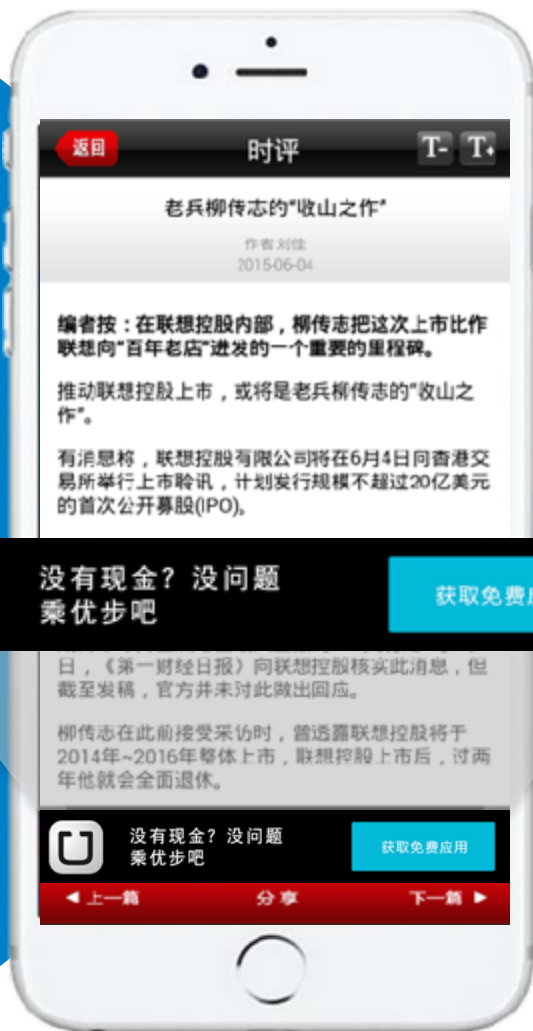 返回
时评
T- T+
老兵柳传志的“收山之作”
作者 刘佳
2015-06-04
编者按：在联想控股内部，柳传志把这次上市比作
联想向“百年老店”进发的一个重要的里程碑。
推动联想控股上市，或将是老兵柳传志的“收山之
作”。
有消息称，联想控股有限公司将在6月4日向香港交
易所举行上市聆讯，计划发行规模不超过20亿美元
的首次公开募股(IPO)。
没有现金？没问题
乘优步吧
获取免费应
日，《第一财经日报》向联想控股核实此消息，但
截至发稿，官方并未对此做出回应。
柳传志在此前接受采访时，曾透露联想控股将于
2014年~2016年整体上市，联想控股上市后，过两
年他就会全面退休。
没有现金？没问题
乘优步吧
获取免费应用
上一篇
分享
下一篇